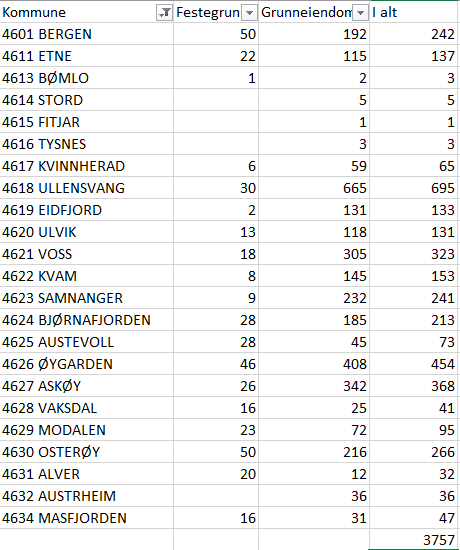 Kommune Festegrun Grunneiendom I alt
4601 BERGEN 50 192 242
4611 ETNE 22 115 137
4613 BØMLO 1 2 3
4614 STORD 5 5
4615 FITJAR 1 1
4616 TYSNES 3 3
4617 KVINNHERAD 6 59 65
4618 ULLENSVANG 30 665 695
4619 EIDFJORD 2 131 133
4620 ULVIK 13 118 131
4621 VOSS 18 305 323
4622 KVAM 8 145 153
4623 SAMNANGER 9 232 241
4624 BJØRNAFJORDEN 28 185 213
4625 AUSTEVOLL 28 45 73
4626 ØYGARDEN 46 408 454
4627 ASKØY 26 342 368
4628 VAKSDAL 16 25 41
4629 MODALEN 23 72 95
4630 OSTERØY 50 216 266
4631 ALVER 20 12 32
4632 AUSTRHEIM 36 36
4634 MASFJORDEN 16 31 47
3757